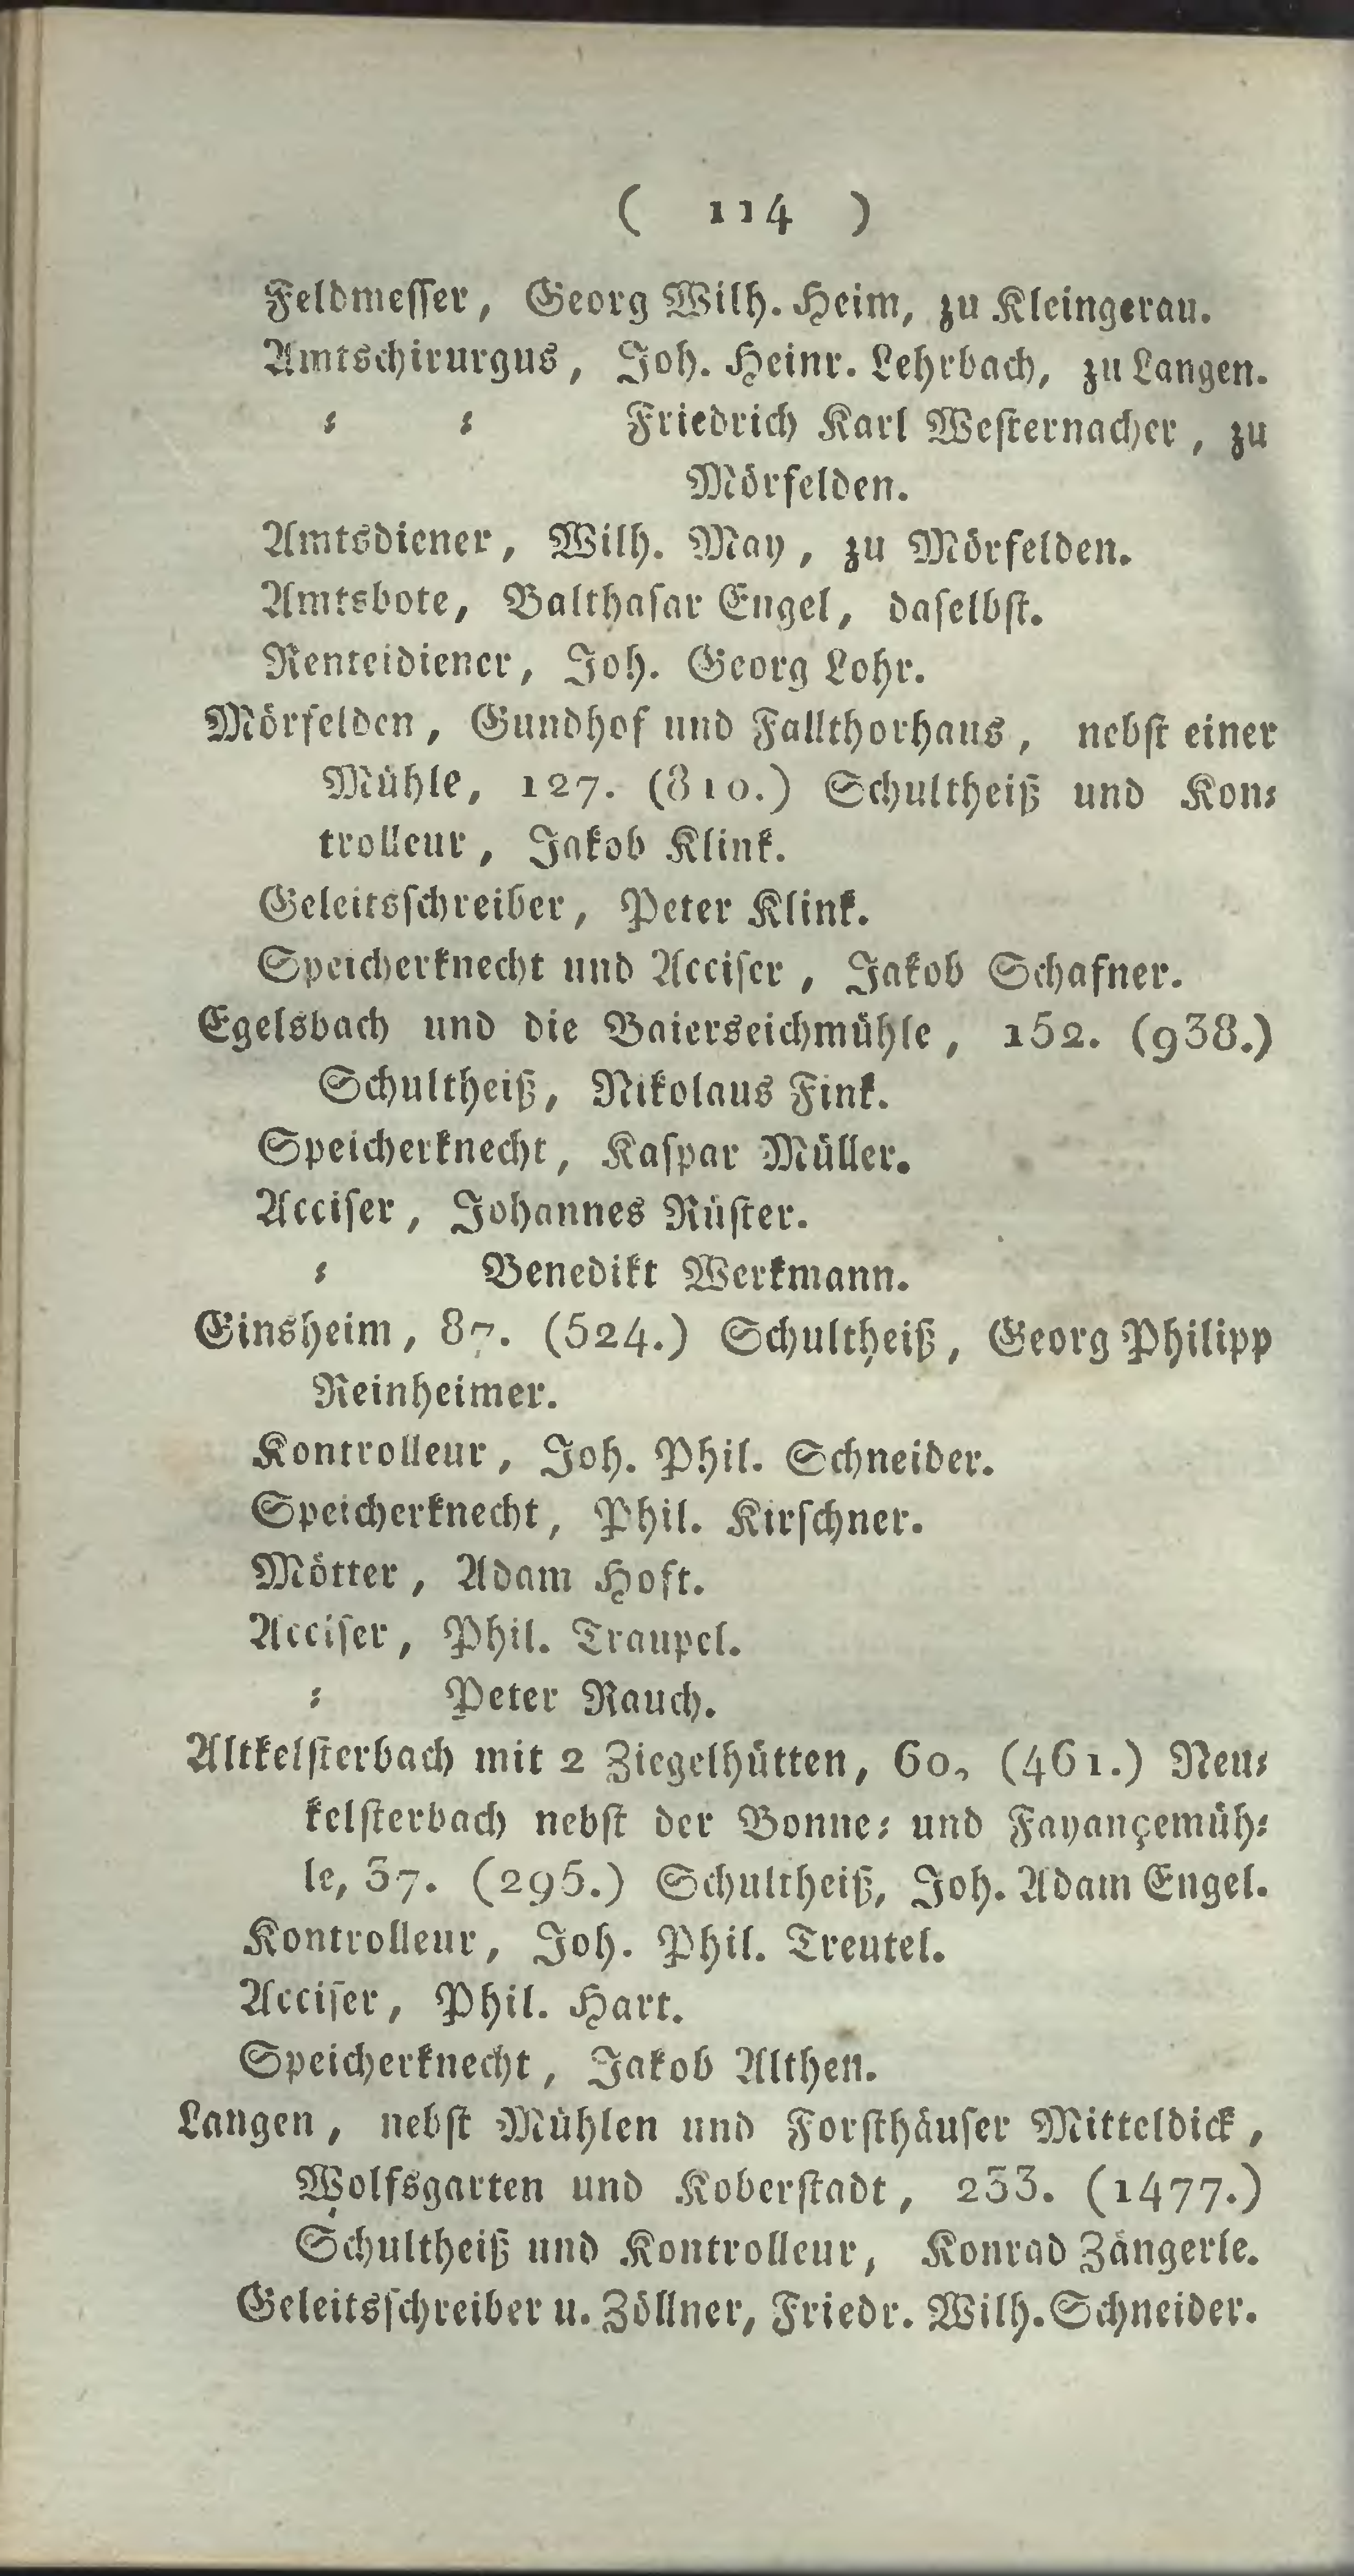 ( 114 )
Feldmesser, Georg Wilh. Heim, zu Kleingerau.
Amtschirurgus, Joh. Heinr. Lehrbach, zu Langen.
⸗ ⸗ Friedrich Karl Westernacher, zu
Mörfelden.
Amtsdiener, Wilh. May, zu Mörfelden.
Amtsbote, Balthasar Engel, daselbst.
Renteidiener, Joh. Georg Lohr.
Mörfelden, Gundhof und Fallthorhaus, nebst einer
Mühle, 127. (810.) Schultheiß und Kon⸗
trolleur, Jakob Klink.
Geleitsschreiber, Peter Klink.
Speicherknecht und Acciser, Jakob Schafner.
Egelsbach und die Baierseichmühle, 152. (938.)
Schultheiß, Nikolaus Fink.
Speicherknecht, Kaspar Müller.
Acciser, Johannes Rüster.
⸗ Benedikt Werkmann.
Ginsheim, 87. (524.) Schultheiß, Georg Philipp
Reinheimer.
Kontrolleur, Joh. Phil. Schneider.
Speicherknecht, Phil. Kirschner.
Mötter, Adam Hoft.
Acciser, Phil. Traupel.
⸗ Peter Rauch.
Altkelsterbach mit 2 Ziegelhütten, 60, (461.) Neu⸗
kelsterbach nebst der Bonne⸗ und Fayançemüh⸗
le, 37. (295.) Schultheiß, Joh. Adam Engel.
Kontrolleur, Joh. Phil. Treutel.
Acciser, Phil. Hart.
Speicherknecht, Jakob Althen.
Langen, nebst Mühlen und Forsthäuser Mitteldick,
Wolfsgarten und Koberstadt, 233. (1477.)
Schultheiß und Kontrolleur, Konrad Zängerle.
Geleitsschreiber u. Zöllner, Friedr. Wilh. Schneider.